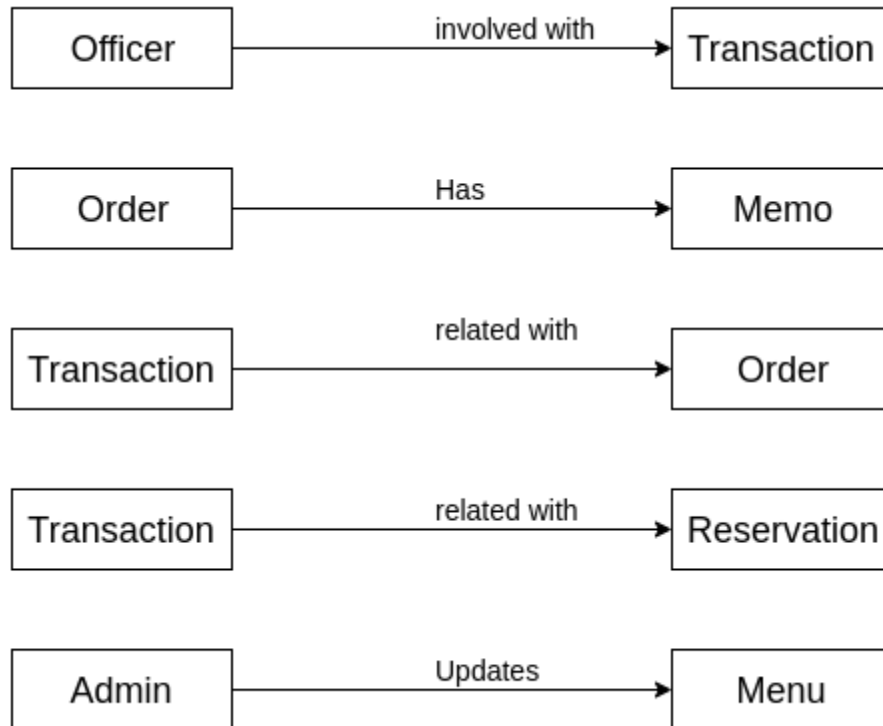 Officer involved with Transaction
Order Has Memo
Transaction related with Order
Transaction related with Reservation
Admin Updates Menu